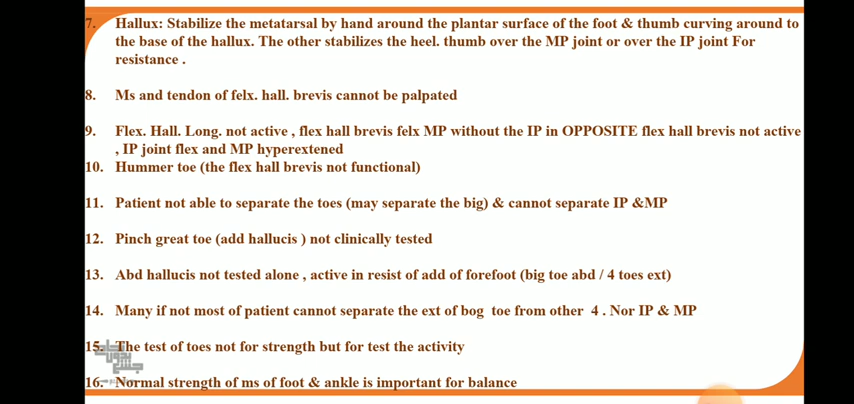 7. Hallux: Stabilize the metatarsal by hand around the plantar surface of the foot & thumb curving around to
the base of the hallux. The other stabilizes the heel. thumb over the MP joint or over the IP joint For
resistance .
8. Ms and tendon of felx. hall. brevis cannot be palpated
9. Flex. Hall. Long. not active , flex hall brevis felx MP without the IP in OPPOSITE flex hall brevis not active
, IP joint flex and MP hyperextened
10. Hummer toe (the flex hall brevis not functional)
11. Patient not able to separate the toes (may separate the big) & cannot separate IP &MP
12. Pinch great toe (add hallucis ) not clinically tested
13. Abd hallucis not tested alone , active in resist of add of forefoot (big toe abd / 4 toes ext)
14. Many if not most of patient cannot separate the ext of bog toe from other 4 . Nor IP & MP
15. The test of toes not for strength but for test the activity
16. Normal strength of ms of foot & ankle is important for balance